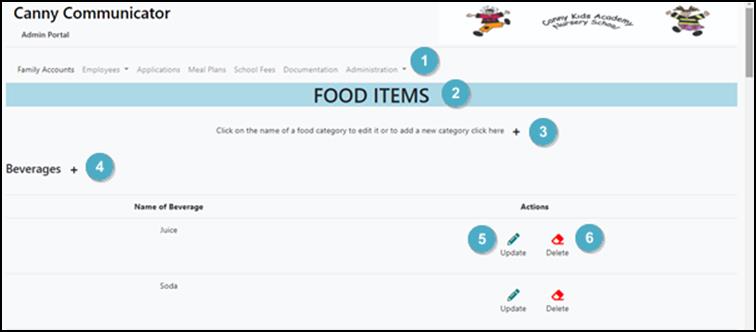 Canny Communicator
Admin Portal
Canny Kids Academy
Nursery School
Family Accounts Employees Applications Meal Plans School Fees Documentation Administration 1
FOOD ITEMS 2
Click on the name of a food category to edit it or to add a new category click here + 3
Beverages + 4
Name of Beverage Actions
Juice 5 Update Delete 6
Soda Update Delete